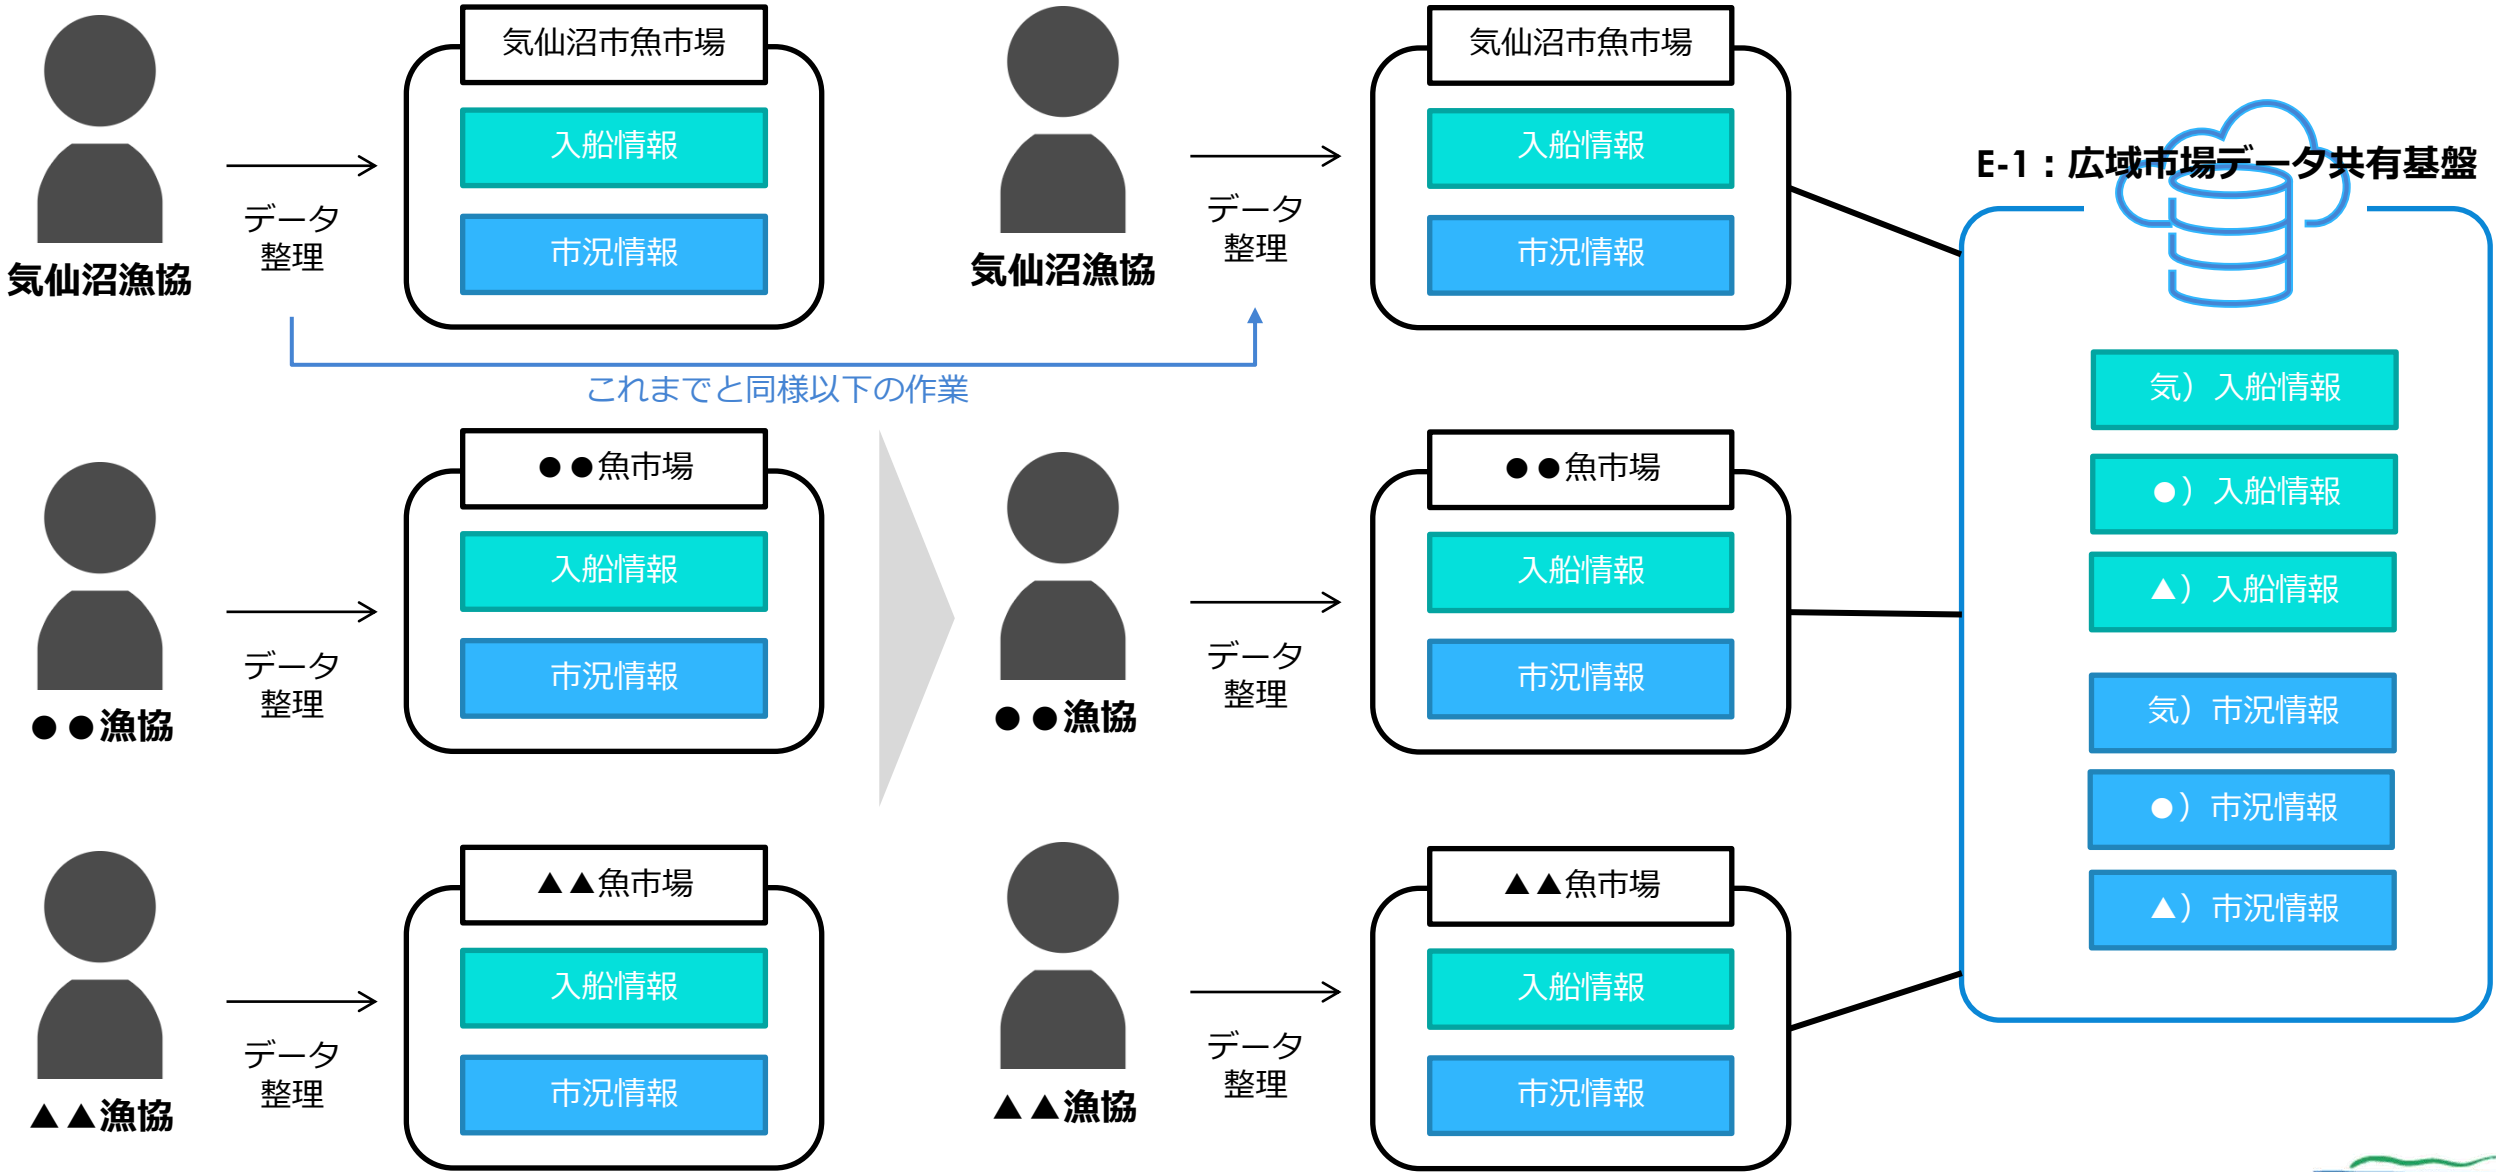 気仙沼市魚市場
入船情報
市況情報
データ
整理
気仙沼漁協
気仙沼市魚市場
入船情報
市況情報
データ
整理
気仙沼漁協
これまでと同様以下の作業
●●魚市場
入船情報
市況情報
データ
整理
●●漁協
●●魚市場
入船情報
市況情報
データ
整理
●●漁協
▲▲魚市場
入船情報
市況情報
データ
整理
▲▲漁協
▲▲魚市場
入船情報
市況情報
データ
整理
▲▲漁協
E-1：広域市場データ共有基盤
気）入船情報
●）入船情報
▲）入船情報
気）市況情報
●）市況情報
▲）市況情報